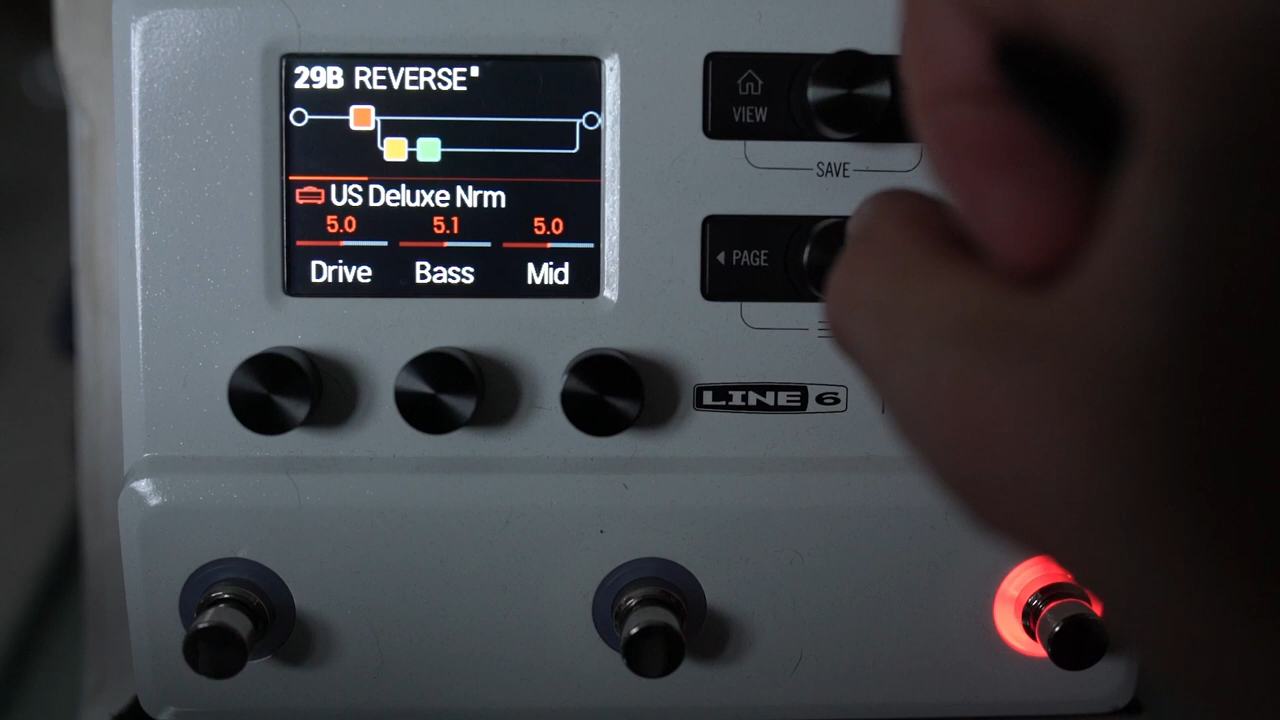 29B REVERSE
US Deluxe Nrm
5.0 5.1 5.0
Drive Bass Mid
VIEW
SAVE
PAGE
LINE 6